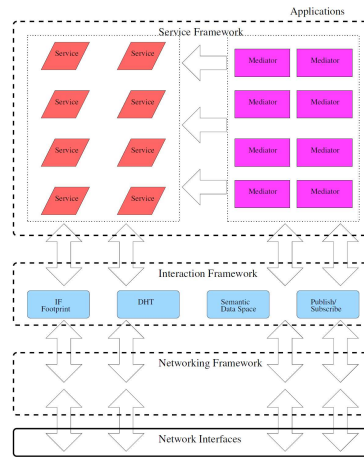 Applications
Service Framework
Service Service Mediator Mediator
Service Service Mediator Mediator
Service Service Mediator Mediator
Service Service Mediator Mediator
Interaction Framework
IF
Footprint
DHT
Semantic
Data Space
Publish/
Subscribe
Networking Framework
Network Interfaces